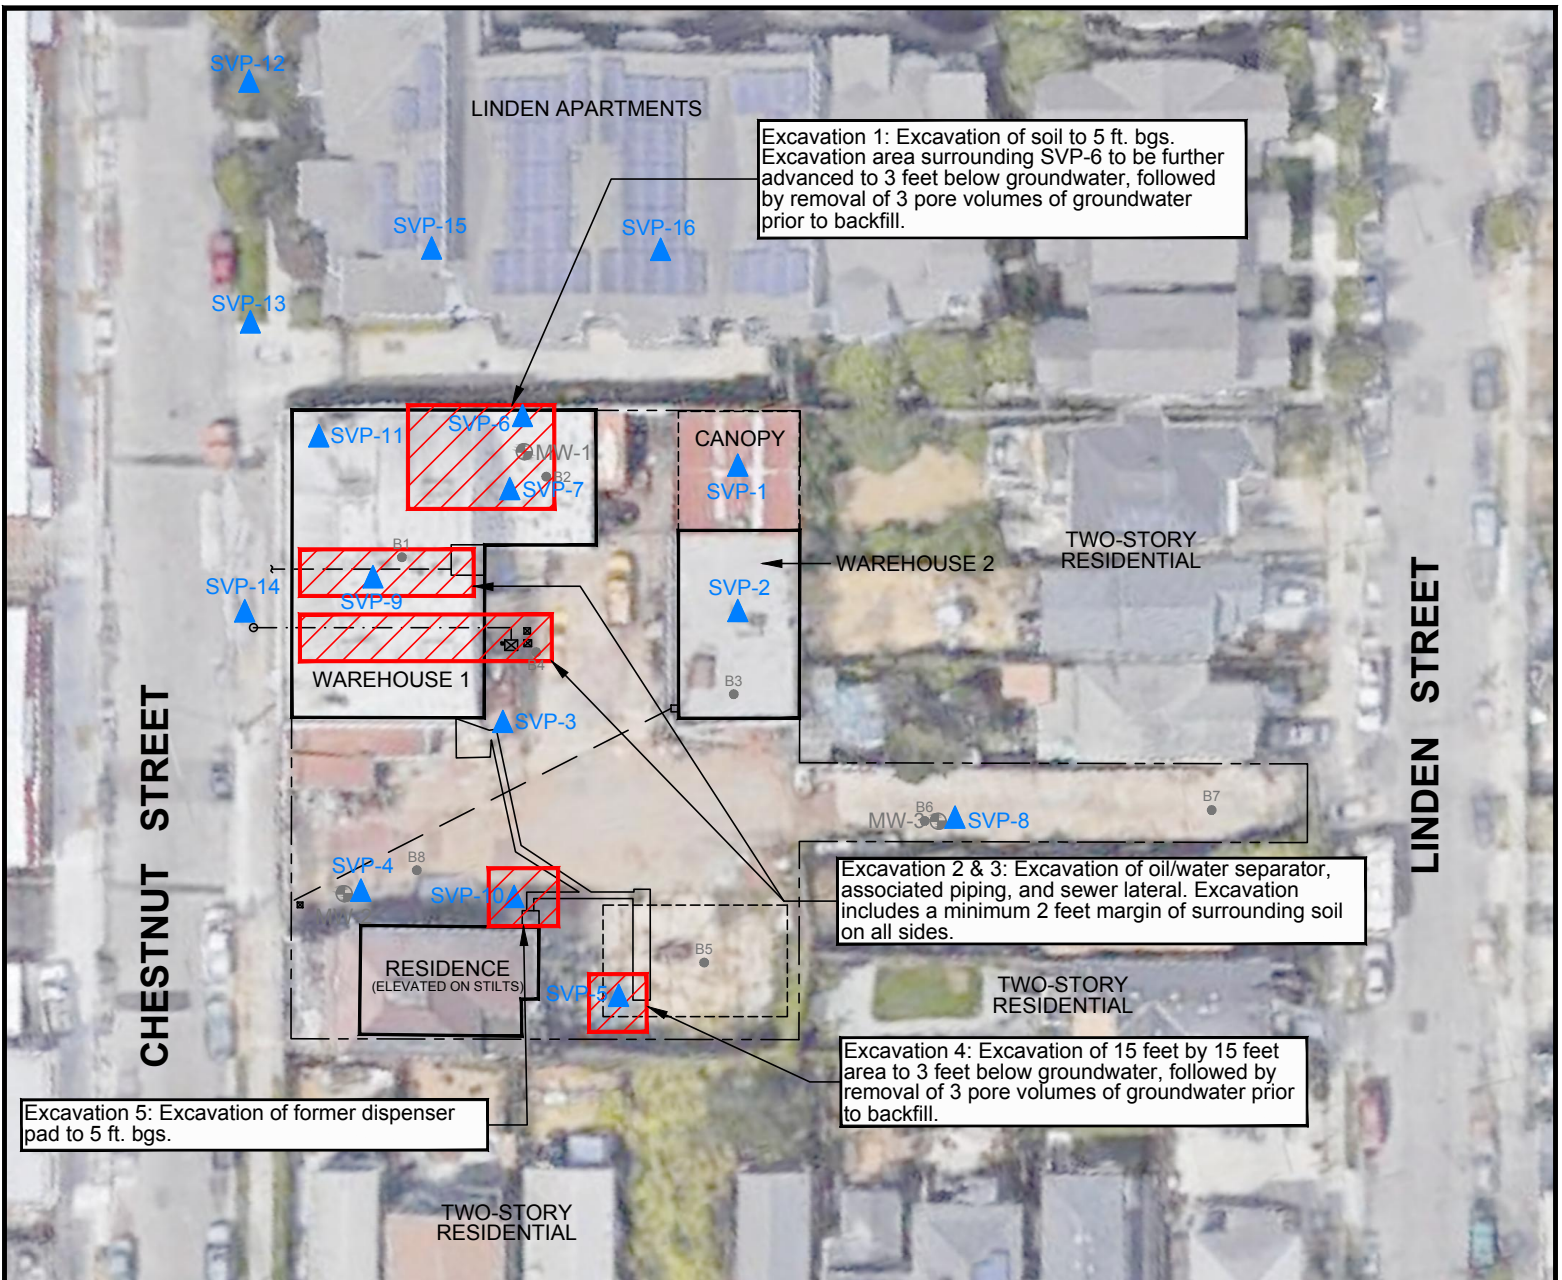 SVP-12
LINDEN APARTMENTS
Excavation 1: Excavation of soil to 5 ft. bgs.
Excavation area surrounding SVP-6 to be further
advanced to 3 feet below groundwater, followed
by removal of 3 pore volumes of groundwater
prior to backfill.
SVP-15
SVP-16
SVP-13
SVP-6
SVP-11
MW-1
B2
SVP-7
CANOPY
SVP-1
B1
SVP-9
SVP-14
WAREHOUSE 2
SVP-2
TWO-STORY
RESIDENTIAL
B4
WAREHOUSE 1
B3
SVP-3
CHESTNUT STREET
LINDEN STREET
B6
MW-3
SVP-8
B7
SVP-4
B8
SVP-10
Excavation 2 & 3: Excavation of oil/water separator,
associated piping, and sewer lateral. Excavation
includes a minimum 2 feet margin of surrounding soil
on all sides.
RESIDENCE
(ELEVATED ON STILTS)
B5
SVP-5
TWO-STORY
RESIDENTIAL
Excavation 4: Excavation of 15 feet by 15 feet
area to 3 feet below groundwater, followed by
removal of 3 pore volumes of groundwater prior
to backfill.
Excavation 5: Excavation of former dispenser
pad to 5 ft. bgs.
TWO-STORY
RESIDENTIAL